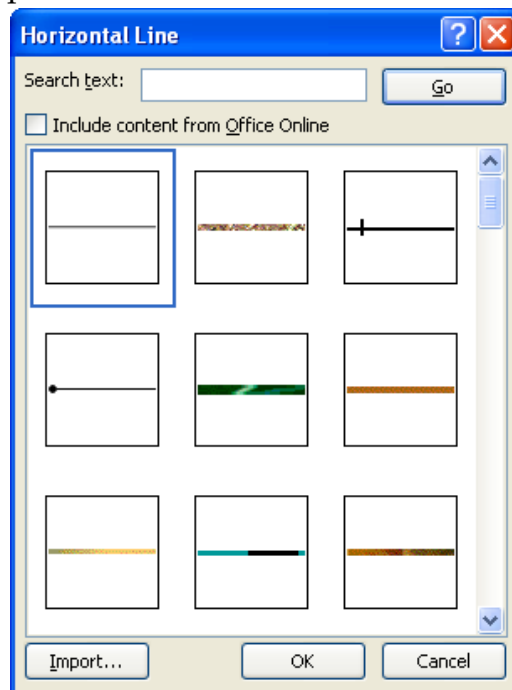 Horizontal Line
Search text:
Go
Include content from Office Online
Import...
OK
Cancel